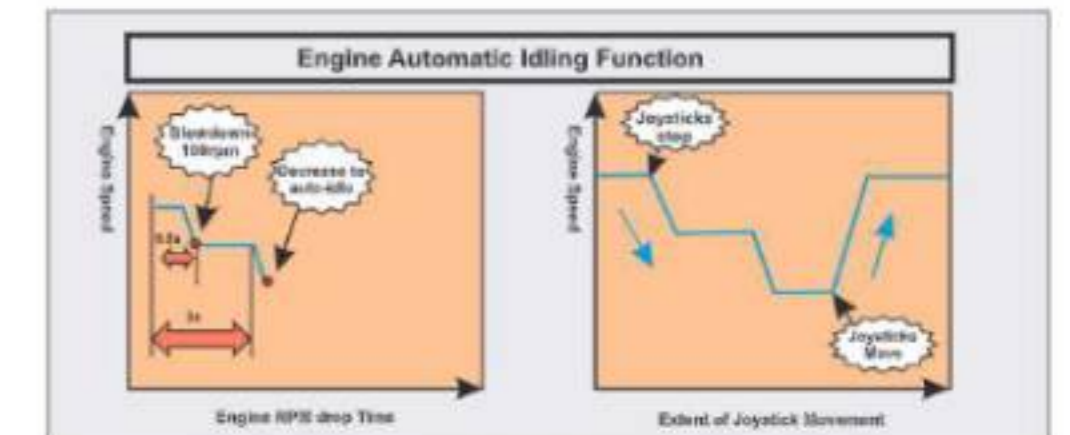 Engine Automatic Idling Function
Engine Speed
Slowdown
100rpm
Decrease to
auto-idle
Engine RPM drop Time
Engine Speed
Joysticks
stop
Joysticks
Move
Extent of Joystick Movement